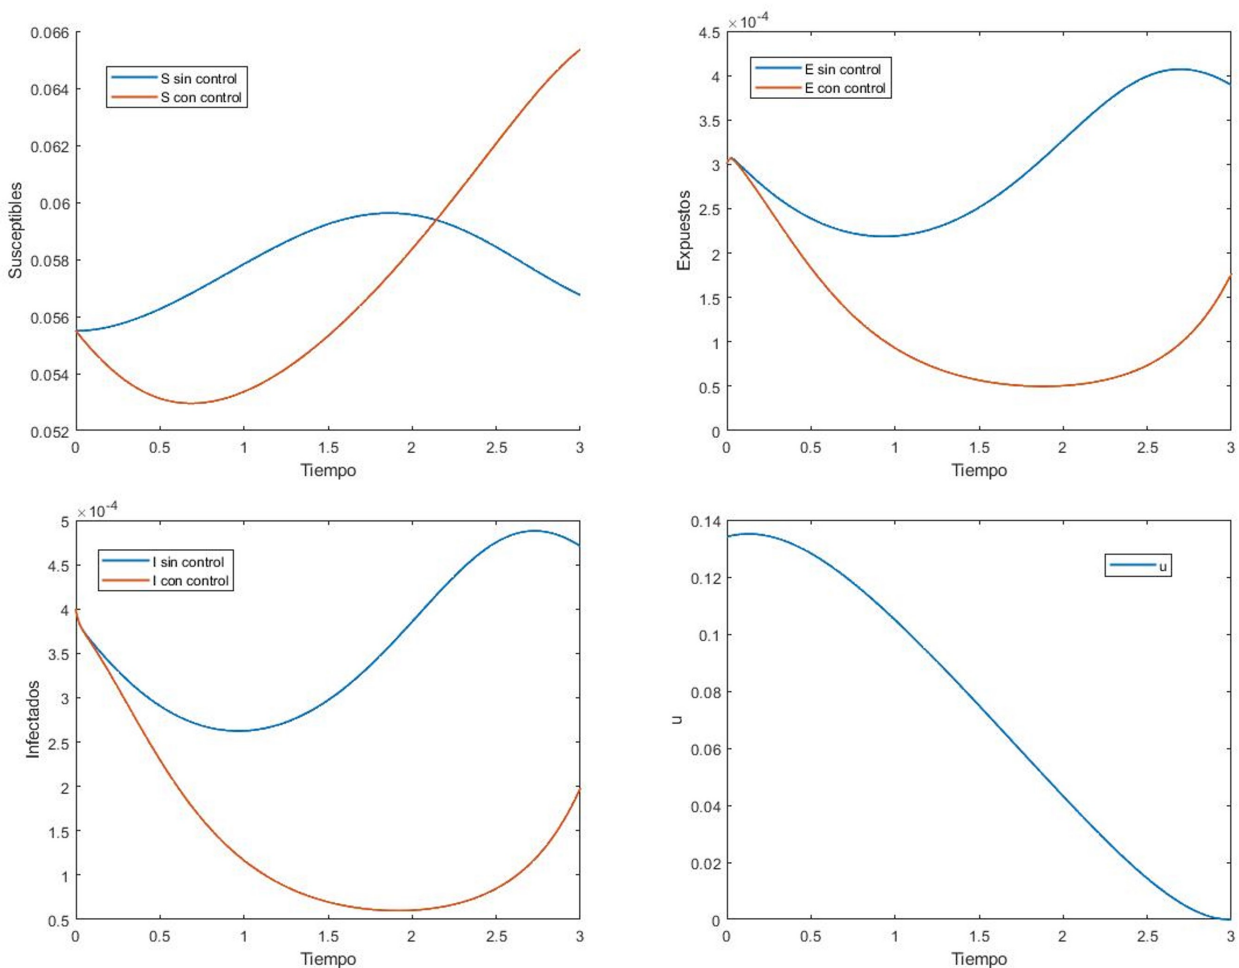 0.066
0.064
0.062
0.06
0.058
0.056
0.054
0.052
Susceptibles
S sin control
S con control
0 0.5 1 1.5 2 2.5 3
Tiempo
×10-4
4.5
4
3.5
3
2.5
2
1.5
1
0.5
0
Expuestos
E sin control
E con control
0 0.5 1 1.5 2 2.5 3
Tiempo
×10-4
5
4.5
4
3.5
3
2.5
2
1.5
1
0.5
Infectados
I sin control
I con control
0 0.5 1 1.5 2 2.5 3
Tiempo
0.14
0.12
0.1
0.08
0.06
0.04
0.02
0
u
u
0 0.5 1 1.5 2 2.5 3
Tiempo